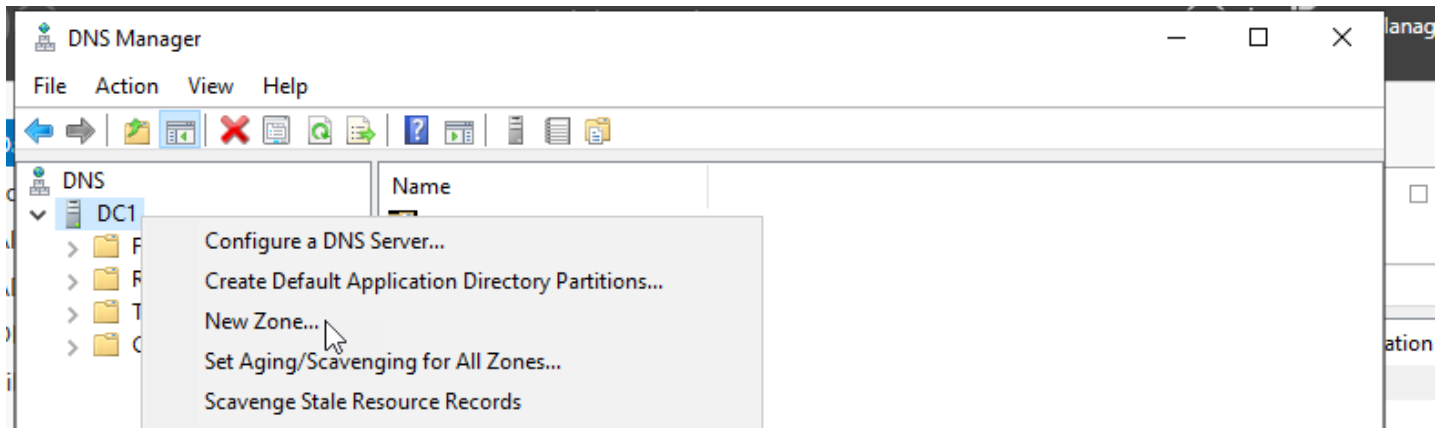 DNS Manager
File Action View Help
DNS
Name
DC1
Configure a DNS Server...
Create Default Application Directory Partitions...
New Zone...
Set Aging/Scavenging for All Zones...
Scavenge Stale Resource Records